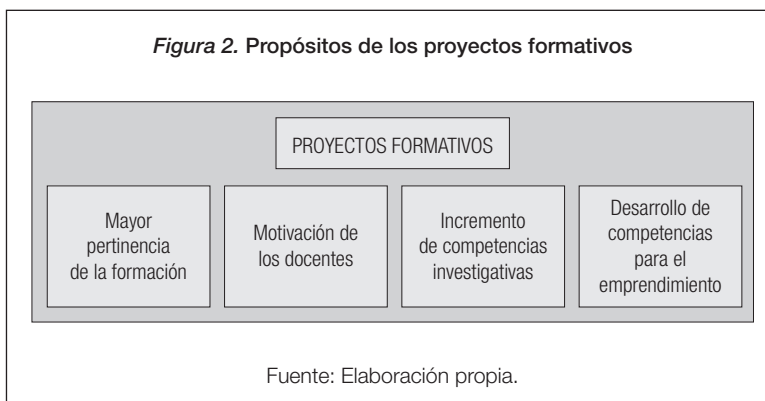 Figura 2. Propósitos de los proyectos formativos
PROYECTOS FORMATIVOS
Mayor
pertinencia
de la formación
Motivación de
los docentes
Incremento
de competencias
investigativas
Desarrollo de
competencias
para el
emprendimiento
Fuente: Elaboración propia.